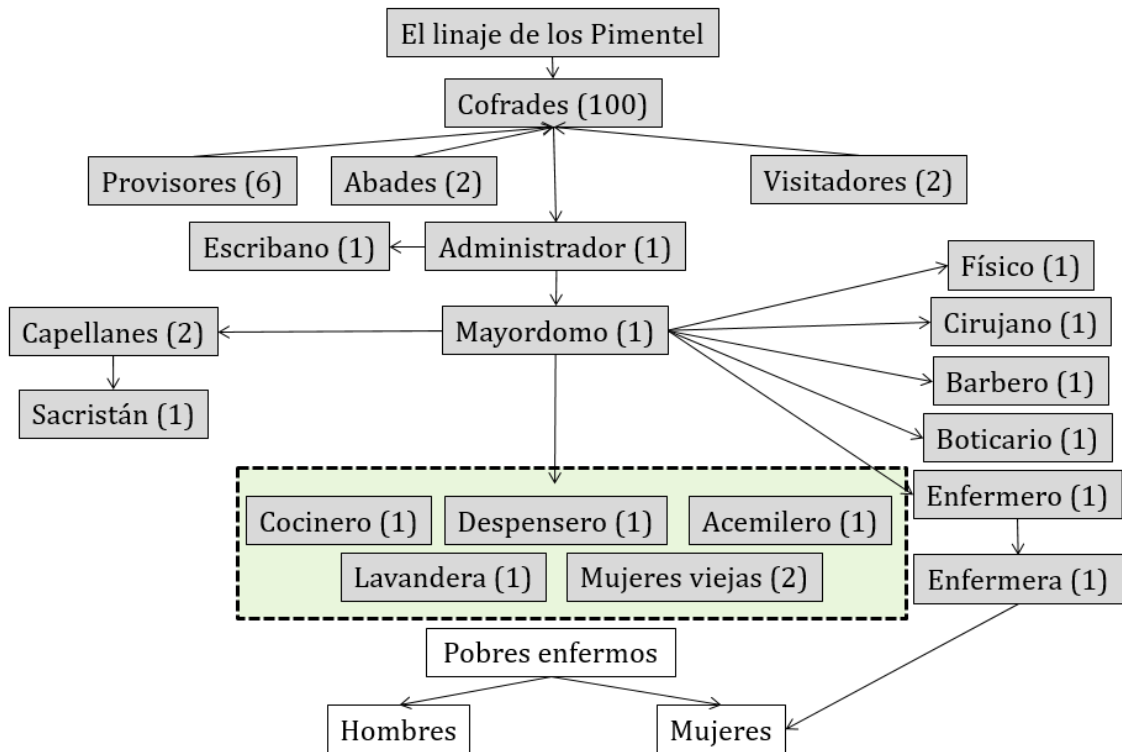 El linaje de los Pimentel
Cofrades (100)
Provisores (6)
Abades (2)
Visitadores (2)
Escribano (1)
Administrador (1)
Físico (1)
Capellanes (2)
Mayordomo (1)
Cirujano (1)
Sacristán (1)
Barbero (1)
Boticario (1)
Cocinero (1)
Despensero (1)
Acemilero (1)
Enfermero (1)
Lavandera (1)
Mujeres viejas (2)
Enfermera (1)
Pobres enfermos
Hombres
Mujeres